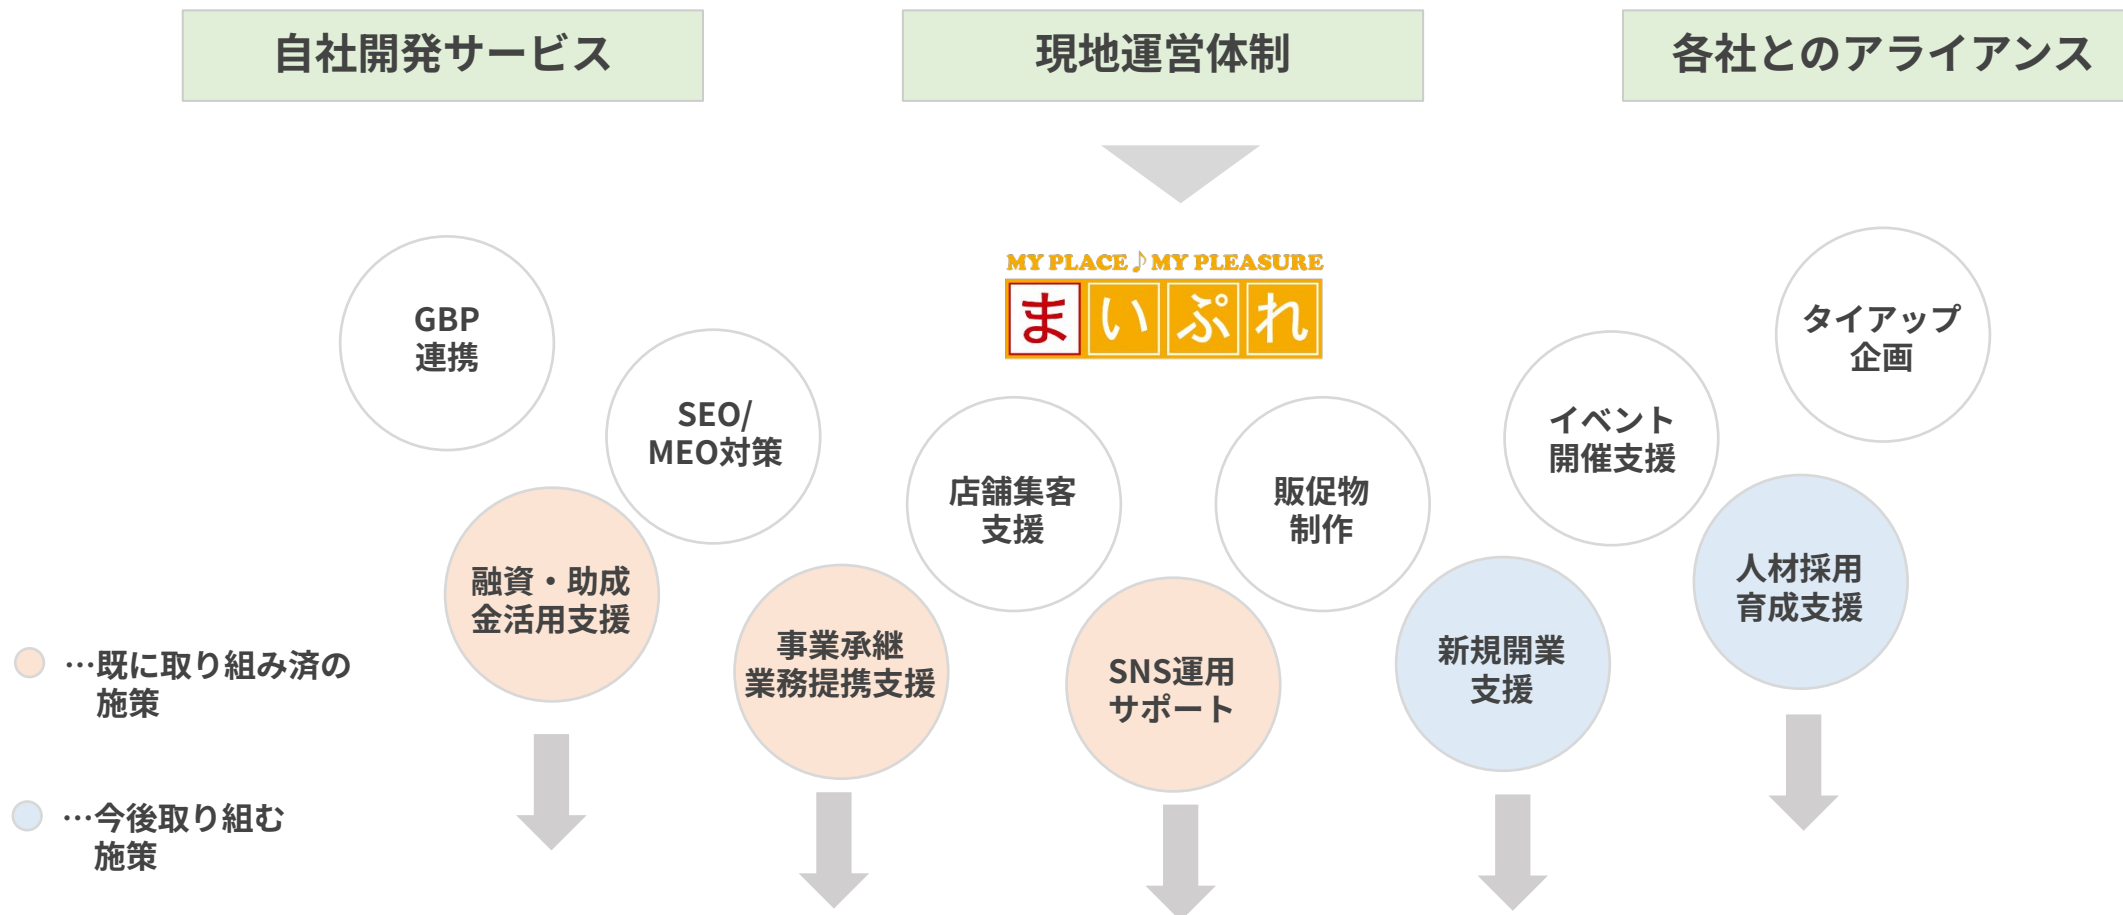 自社開発サービス
現地運営体制
各社とのアライアンス
MY PLACE♪MY PLEASURE
まいぷれ
GBP
連携
SEO/
MEO対策
店舗集客
支援
販促物
制作
イベント
開催支援
タイアップ
企画
融資・助成
金活用支援
事業承継
業務提携支援
SNS運用
サポート
新規開業
支援
人材採用
育成支援
…既に取り組み済の
施策
…今後取り組む
施策